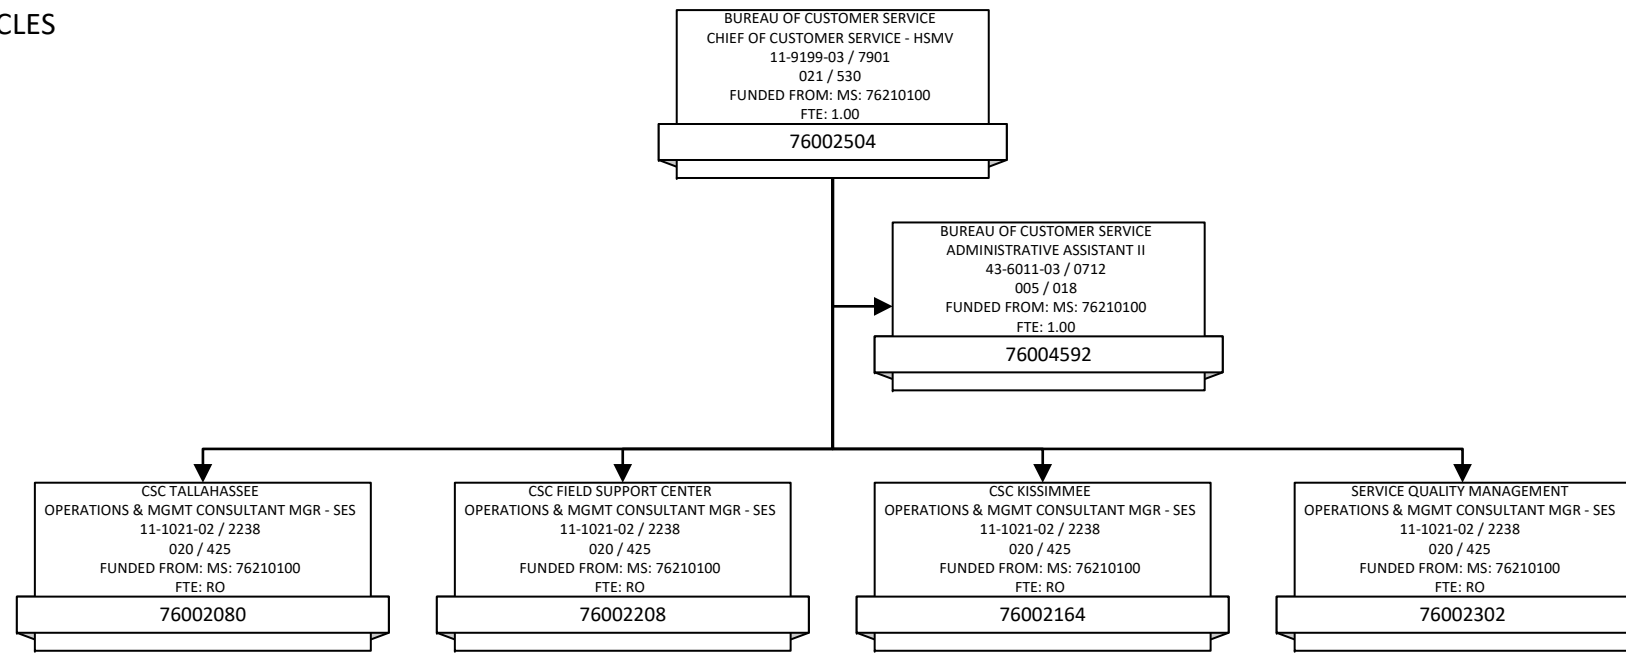 CLES
BUREAU OF CUSTOMER SERVICE
CHIEF OF CUSTOMER SERVICE - HSMV
11-9199-03 / 7901
021 / 530
FUNDED FROM: MS: 76210100
FTE: 1.00
76002504
BUREAU OF CUSTOMER SERVICE
ADMINISTRATIVE ASSISTANT II
43-6011-03 / 0712
005 / 018
FUNDED FROM: MS: 76210100
FTE: 1.00
76004592
CSC TALLAHASSEE
OPERATIONS & MGMT CONSULTANT MGR - SES
11-1021-02 / 2238
020 / 425
FUNDED FROM: MS: 76210100
FTE: RO
76002080
CSC FIELD SUPPORT CENTER
OPERATIONS & MGMT CONSULTANT MGR - SES
11-1021-02 / 2238
020 / 425
FUNDED FROM: MS: 76210100
FTE: RO
76002208
CSC KISSIMMEE
OPERATIONS & MGMT CONSULTANT MGR - SES
11-1021-02 / 2238
020 / 425
FUNDED FROM: MS: 76210100
FTE: RO
76002164
SERVICE QUALITY MANAGEMENT
OPERATIONS & MGMT CONSULTANT MGR - SES
11-1021-02 / 2238
020 / 425
FUNDED FROM: MS: 76210100
FTE: RO
76002302